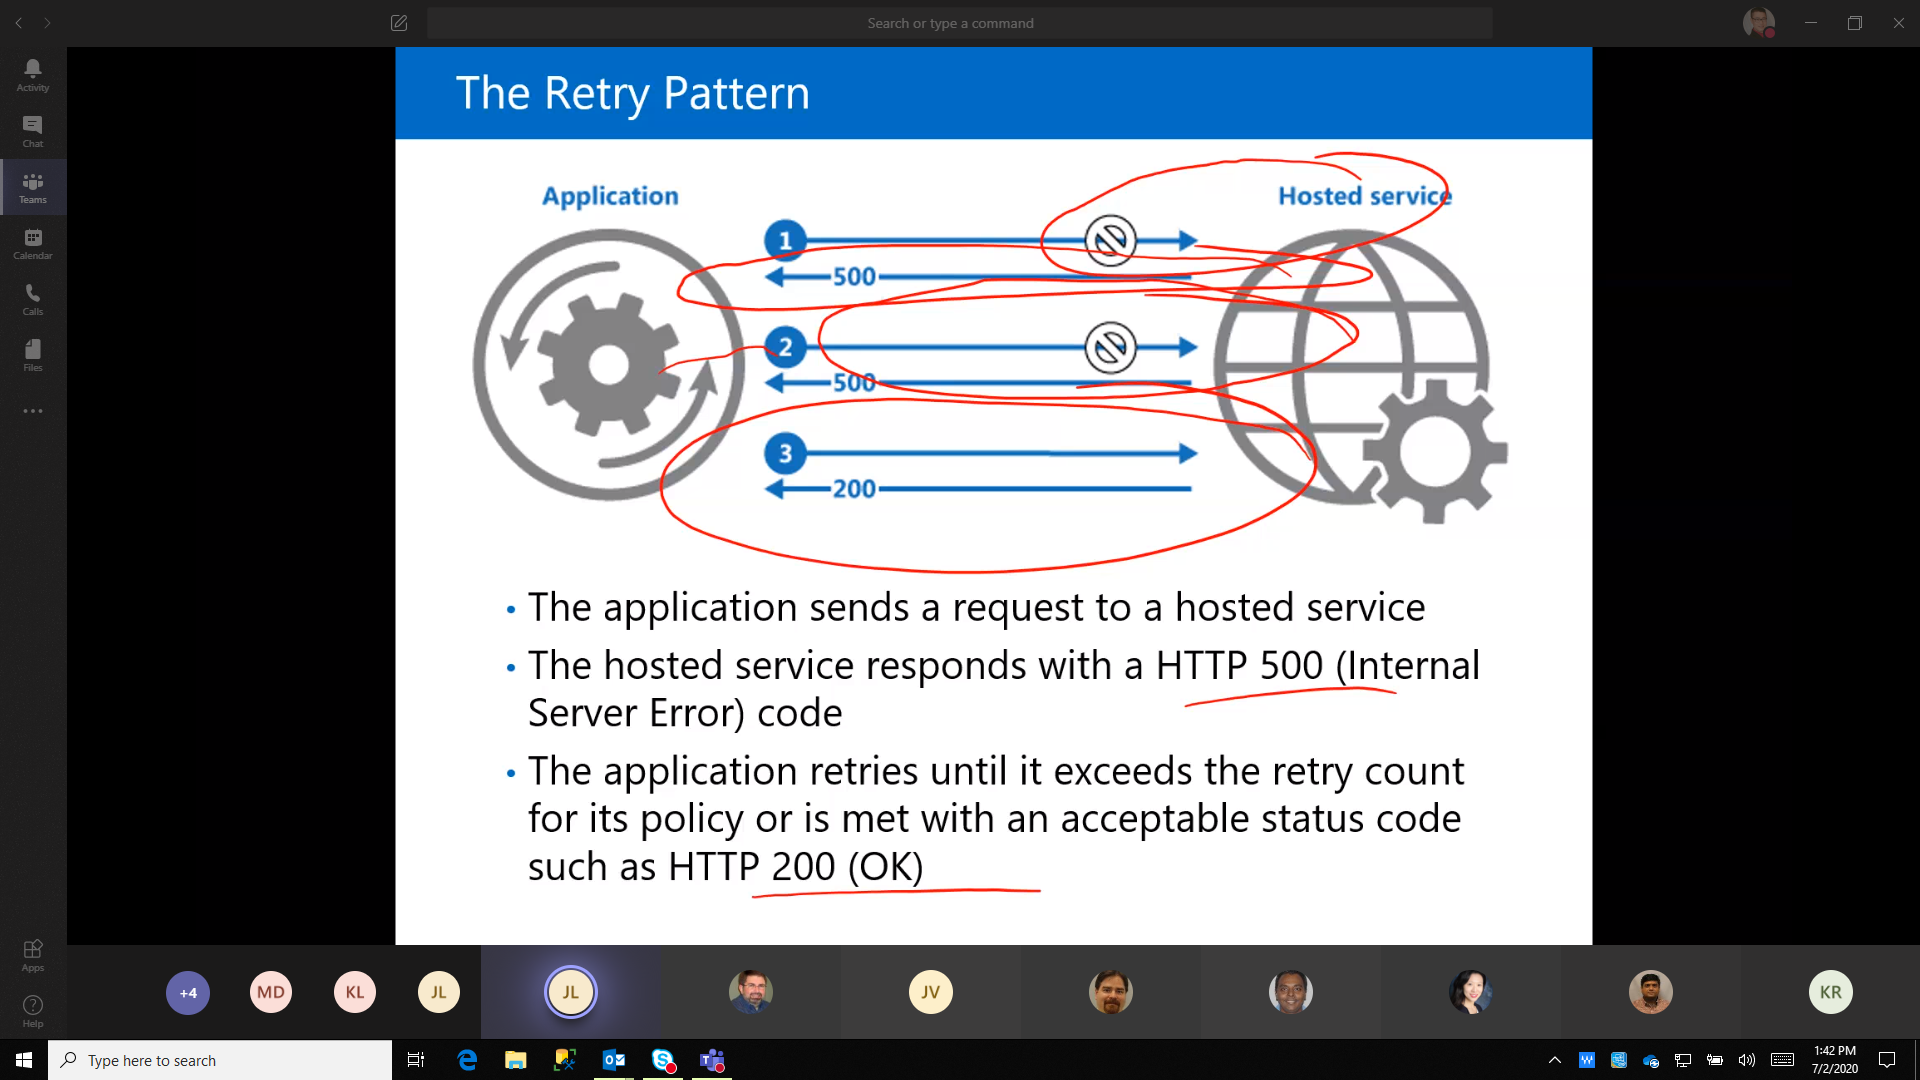 Search or type a command
Activity
Chat
Teams
Calendar
Calls
Files
Apps
Help
The Retry Pattern
Application
Hosted service
1
500
2
500
3
200
• The application sends a request to a hosted service
• The hosted service responds with a HTTP 500 (Internal
Server Error) code
• The application retries until it exceeds the retry count
for its policy or is met with an acceptable status code
such as HTTP 200 (OK)
+4
MD
KL
JL
JL
JV
KR
Type here to search
1:42 PM
7/2/2020